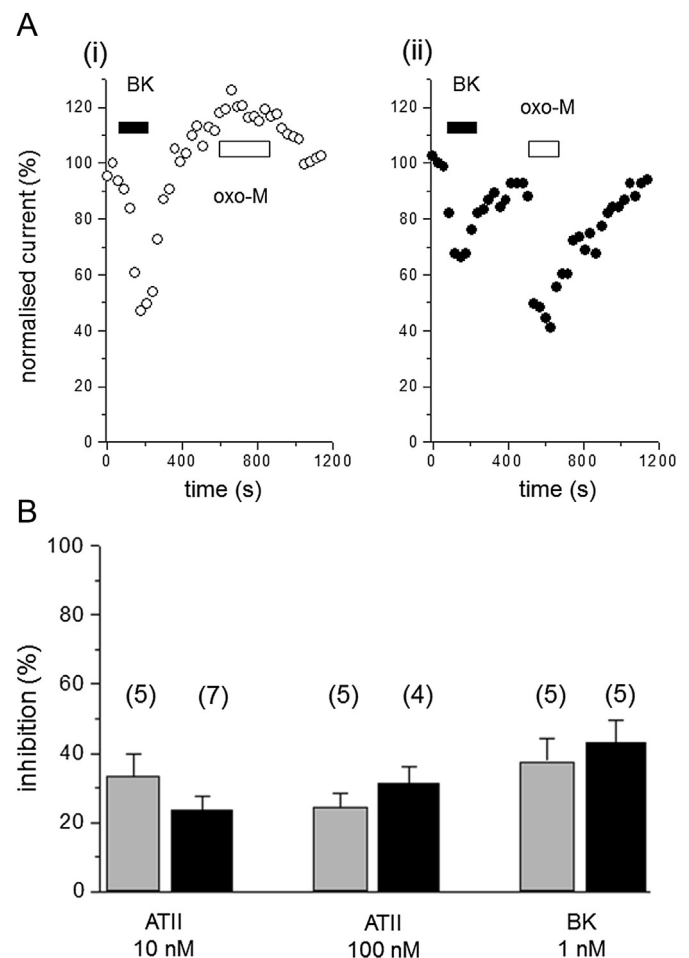 A
(i)
(ii)
BK
BK
oxo-M
oxo-M
normalised current (%)
120
100
80
60
40
20
0
120
100
80
60
40
20
0
0 400 800 1200
0 400 800 1200
time (s)
time (s)
B
inhibition (%)
100
80
60
40
20
0
(5) (7) (5) (4) (5) (5)
ATII ATII BK
10 nM 100 nM 1 nM